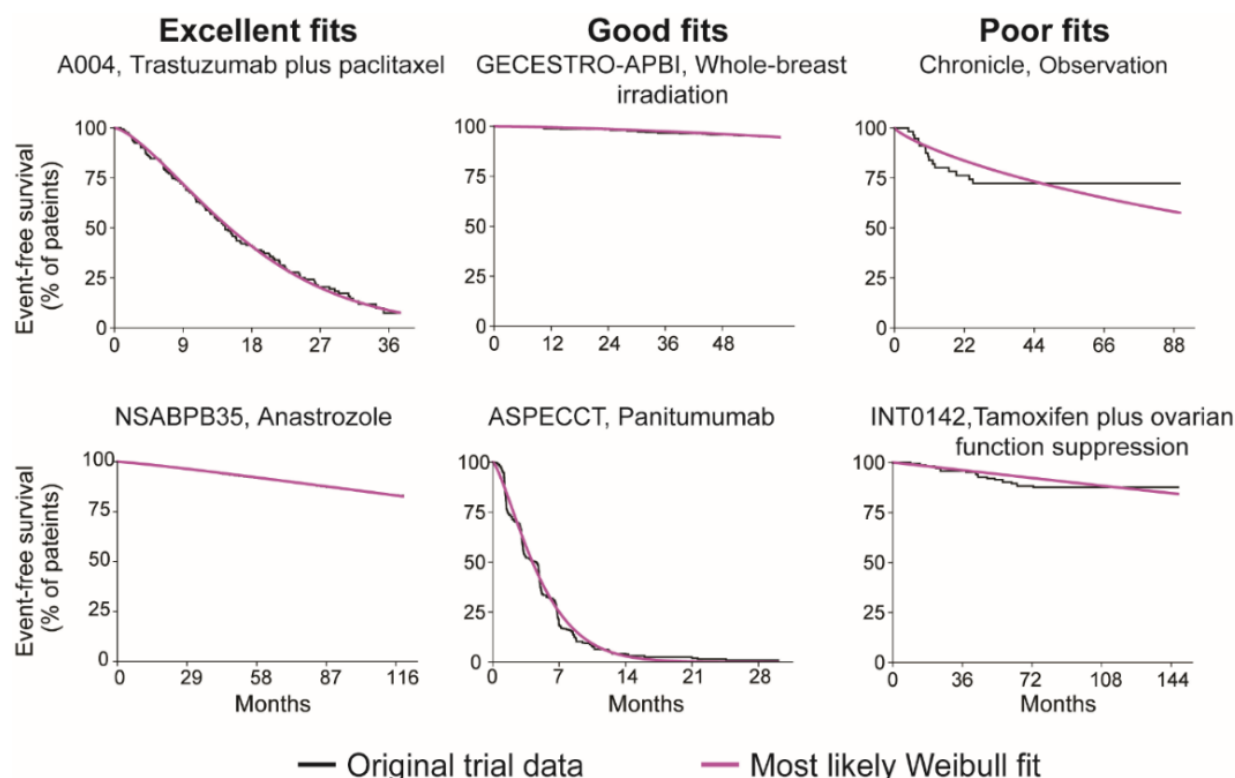 Excellent fits
A004, Trastuzumab plus paclitaxel
Event-free survival
(% of pateints)
100
75
50
25
0
0 9 18 27 36
Good fits
GECESTRO-APBI, Whole-breast
irradiation
100
75
50
25
0
0 12 24 36 48
Poor fits
Chronicle, Observation
100
75
50
25
0
0 22 44 66 88
NSABPB35, Anastrozole
Event-free survival
(% of pateints)
100
75
50
25
0
0 29 58 87 116
Months
ASPECCT, Panitumumab
100
75
50
25
0
0 7 14 21 28
Months
INT0142,Tamoxifen plus ovarian
function suppression
100
75
50
25
0
0 36 72 108 144
Months
Original trial data
Most likely Weibull fit